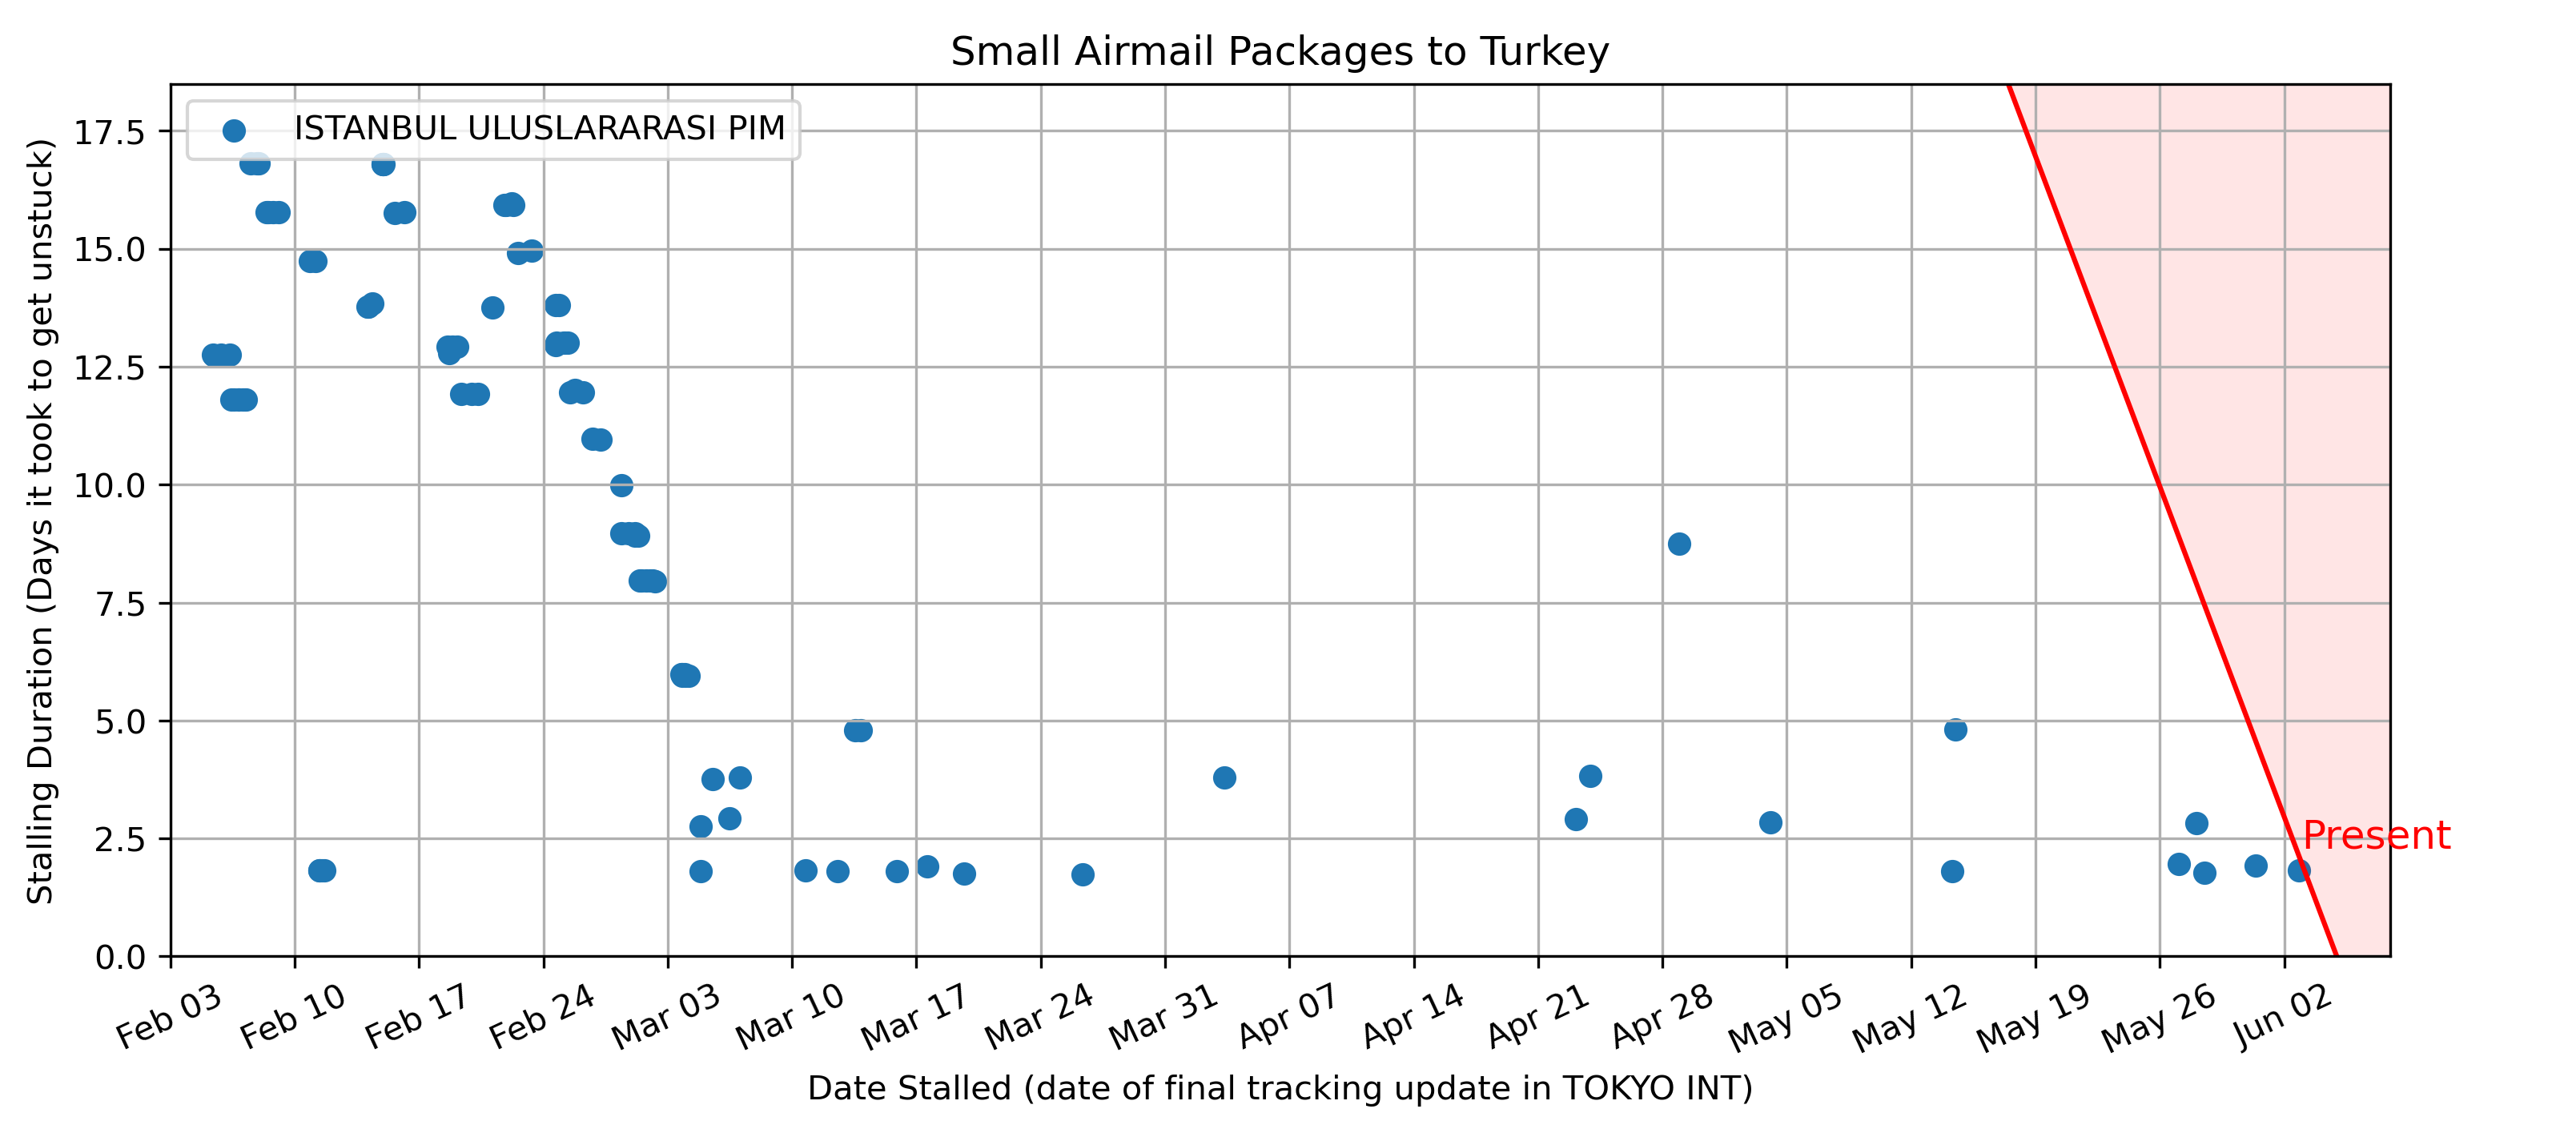 Small Airmail Packages to Turkey
ISTANBUL ULUSLARARASI PIM
Stalling Duration (Days it took to get unstuck)
17.5
15.0
12.5
10.0
7.5
5.0
2.5
0.0
Present
Feb 03
Feb 10
Feb 17
Feb 24
Mar 03
Mar 10
Mar 17
Mar 24
Mar 31
Apr 07
Apr 14
Apr 21
Apr 28
May 05
May 12
May 19
May 26
Jun 02
Date Stalled (date of final tracking update in TOKYO INT)